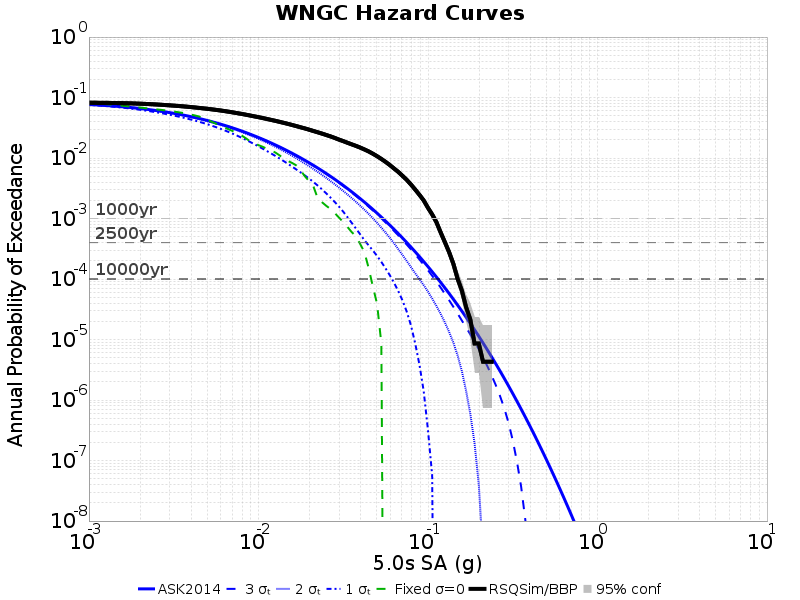 WNGC Hazard Curves
Annual Probability of Exceedance
10^0
10^-1
10^-2
10^-3
10^-4
10^-5
10^-6
10^-7
10^-8
1000yr
2500yr
10000yr
10^-3 10^-2 10^-1 10^0 10^1
5.0s SA (g)
ASK2014 3 σₜ 2 σₜ 1 σₜ Fixed σ=0 RSQSim/BBP 95% conf